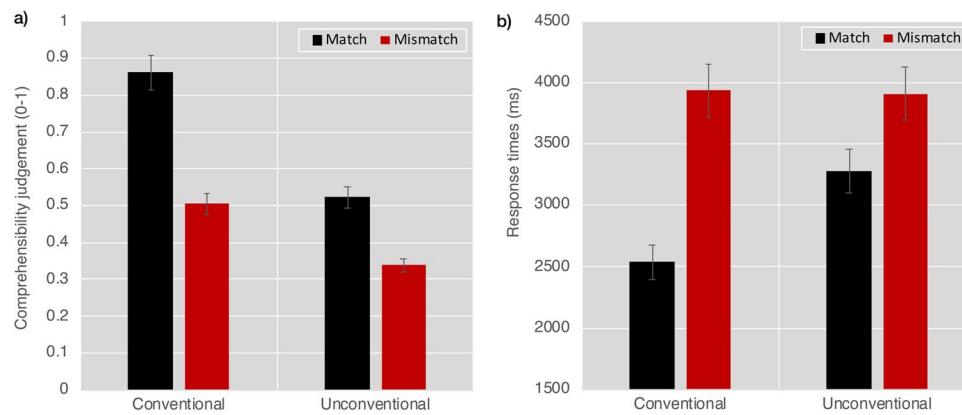 a)
Match Mismatch
Comprehensibility judgement (0-1)
1
0.9
0.8
0.7
0.6
0.5
0.4
0.3
0.2
0.1
0
Conventional Unconventional
b)
Match Mismatch
Response times (ms)
4500
4000
3500
3000
2500
2000
1500
Conventional Unconventional